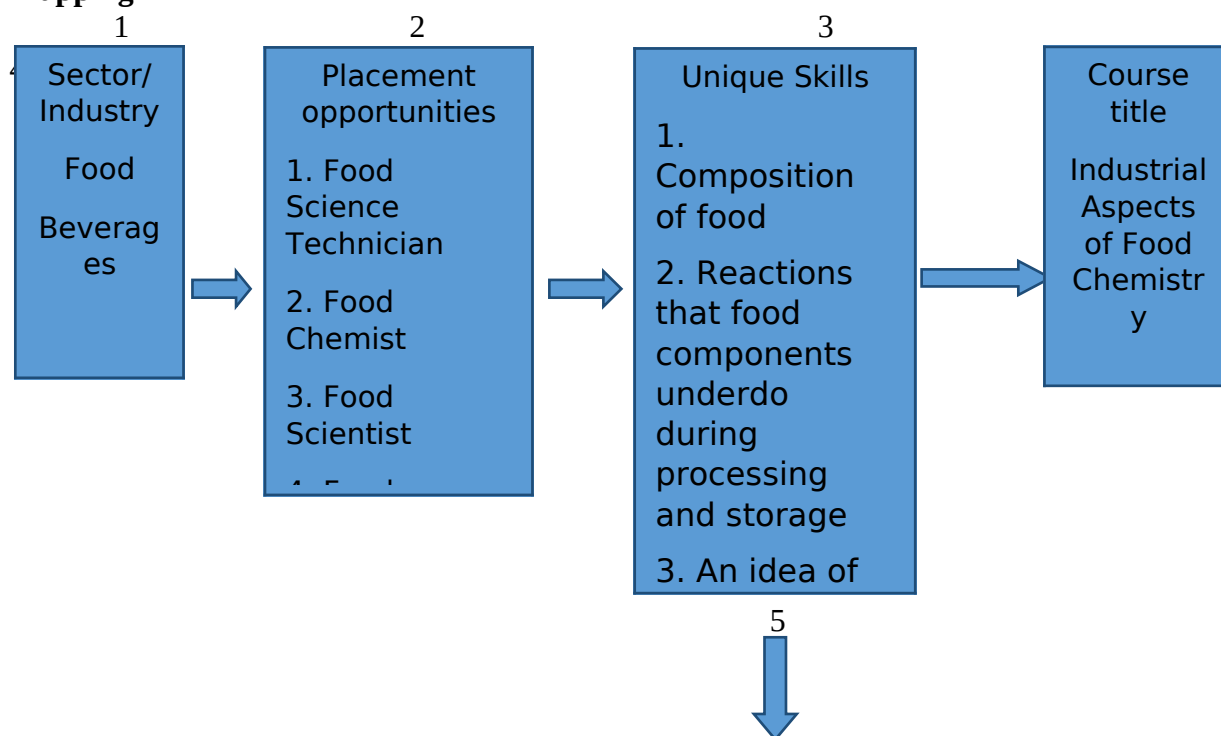 1
2
3
Sector/
Industry
Food
Beverag
es
Placement
opportunities
1. Food
Science
Technician
2. Food
Chemist
3. Food
Scientist
Unique Skills
1.
Composition
of food
2. Reactions
that food
components
underdo
during
processing
and storage
3. An idea of
Course
title
Industrial
Aspects
of Food
Chemistr
y
5